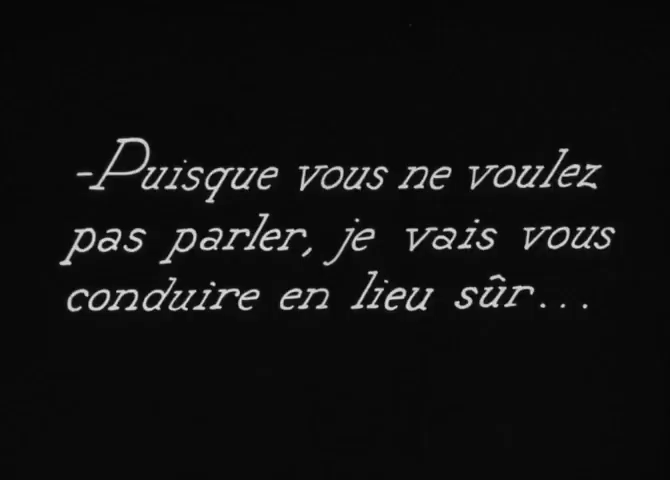 -Puisque vous ne voulez
pas parler, je vais vous
conduire en lieu sûr...